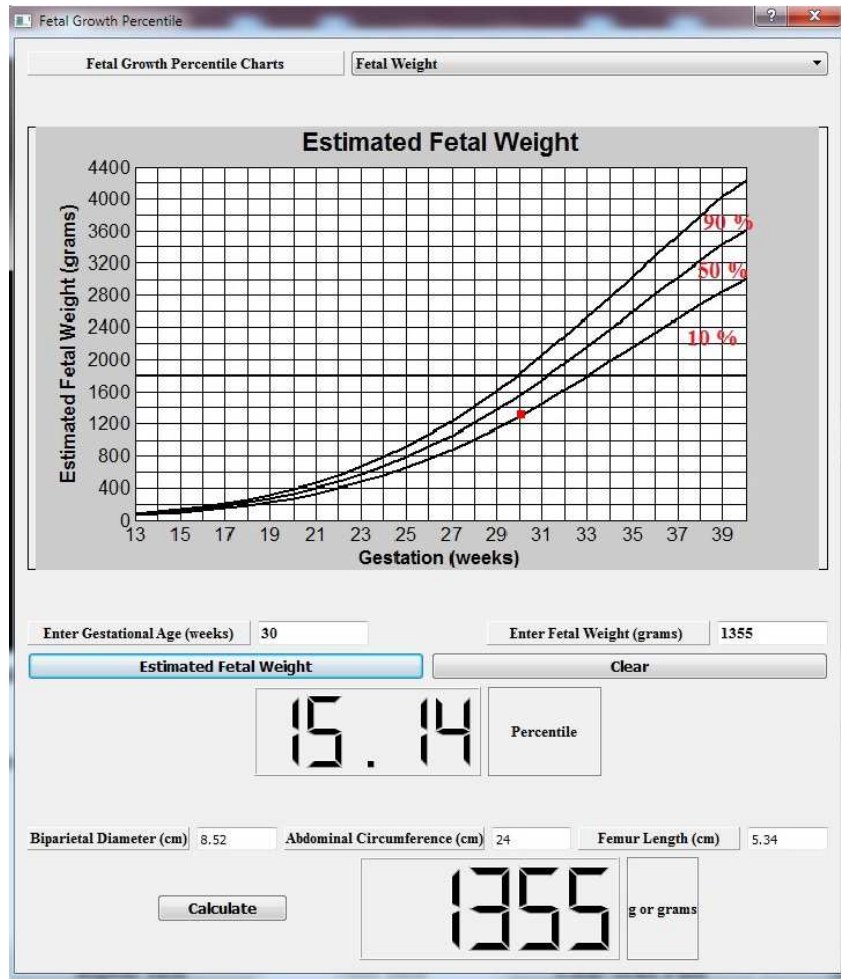 Fetal Growth Percentile
? X
Fetal Growth Percentile Charts Fetal Weight
Estimated Fetal Weight
Estimated Fetal Weight (grams)
4400
4000
3600
3200
2800
2400
2000
1600
1200
800
400
0
90 %
50 %
10 %
13 15 17 19 21 23 25 27 29 31 33 35 37 39
Gestation (weeks)
Enter Gestational Age (weeks) 30 Enter Fetal Weight (grams) 1355
Estimated Fetal Weight Clear
15.14 Percentile
Biparietal Diameter (cm) 8.52 Abdominal Circumference (cm) 24 Femur Length (cm) 5.34
Calculate 1355 g or grams